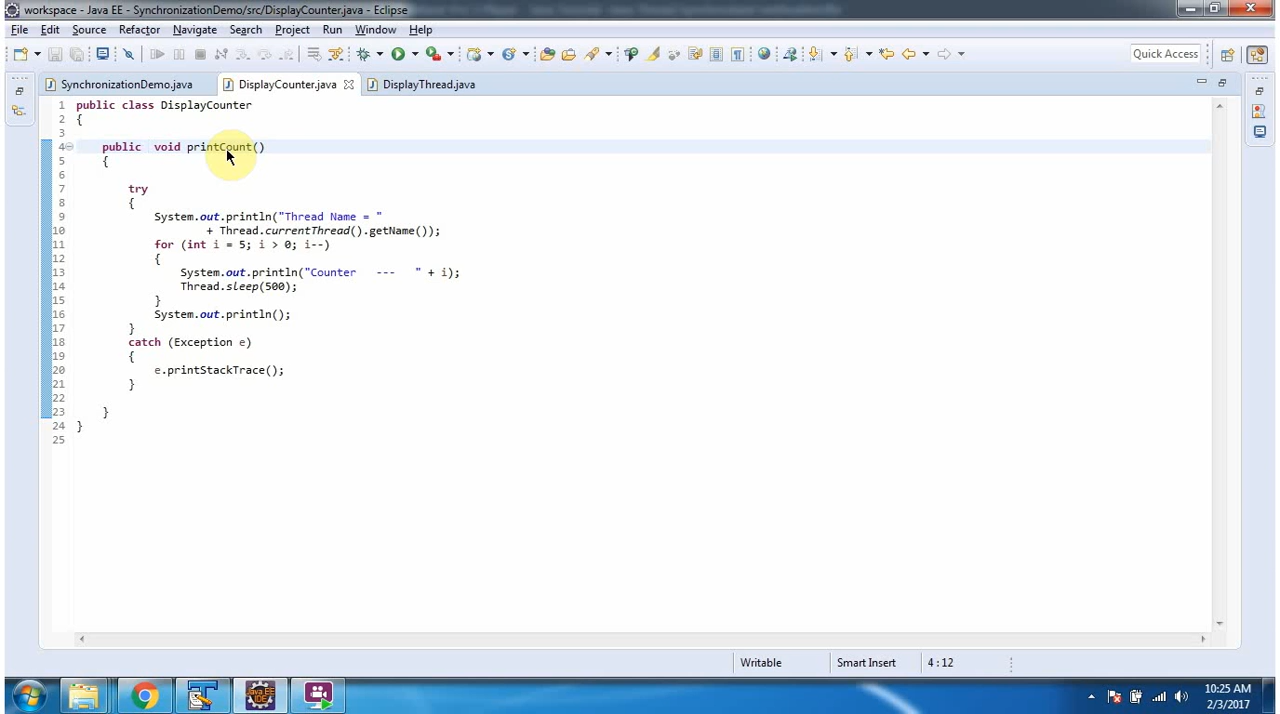 workspace - Java EE - SynchronizationDemo/src/DisplayCounter.java - Eclipse
File Edit Source Refactor Navigate Search Project Run Window Help
Quick Access
SynchronizationDemo.java DisplayCounter.java DisplayThread.java
1 public class DisplayCounter
2 {
3
4 public  void printCount()
5 {
6
7 try
8 {
9 System.out.println("Thread Name = "
10 + Thread.currentThread().getName());
11 for (int i = 5; i > 0; i--)
12 {
13 System.out.println("Counter   ---   " + i);
14 Thread.sleep(500);
15 }
16 System.out.println();
17 }
18 catch (Exception e)
19 {
20 e.printStackTrace();
21 }
22
23 }
24 }
25
Writable Smart Insert 4 : 12
Java EE
IDE
10:25 AM
2/3/2017